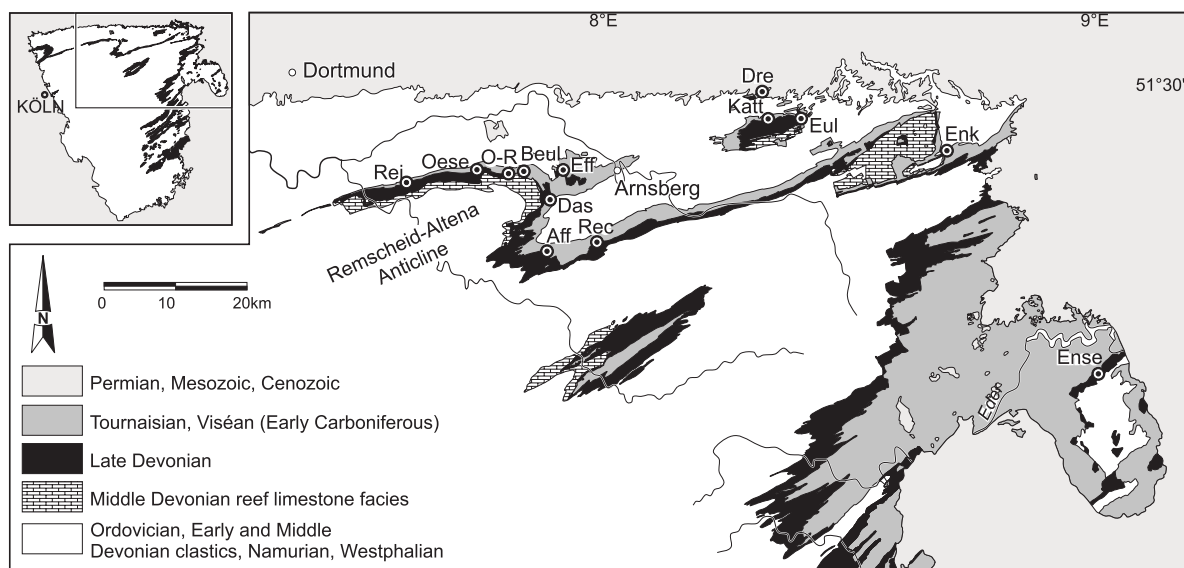 8°E
9°E
51°30'
KÖLN
Dortmund
Dre
Katt
Eul
Enk
Rej
Oese
O-R
Beul
Eff
Arnsberg
Das
Aff
Rec
Remscheid-Altena
Anticline
N
0
10
20km
Ense
Eder
Permian, Mesozoic, Cenozoic
Tournaisian, Viséan (Early Carboniferous)
Late Devonian
Middle Devonian reef limestone facies
Ordovician, Early and Middle
Devonian clastics, Namurian, Westphalian